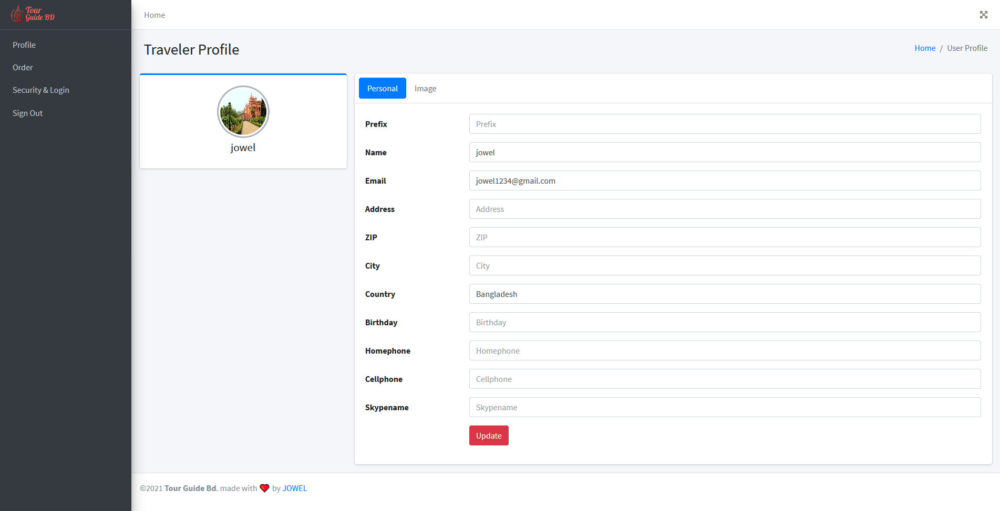 Tour
Guide BD
Home
Profile
Order
Security & Login
Sign Out
Traveler Profile
Home / User Profile
jowel
Personal Image
Prefix Prefix
Name jowel
Email jowel1234@gmail.com
Address Address
ZIP ZIP
City City
Country Bangladesh
Birthday Birthday
Homephone Homephone
Cellphone Cellphone
Skypename Skypename
Update
©2021 Tour Guide Bd. made with ❤ by JOWEL